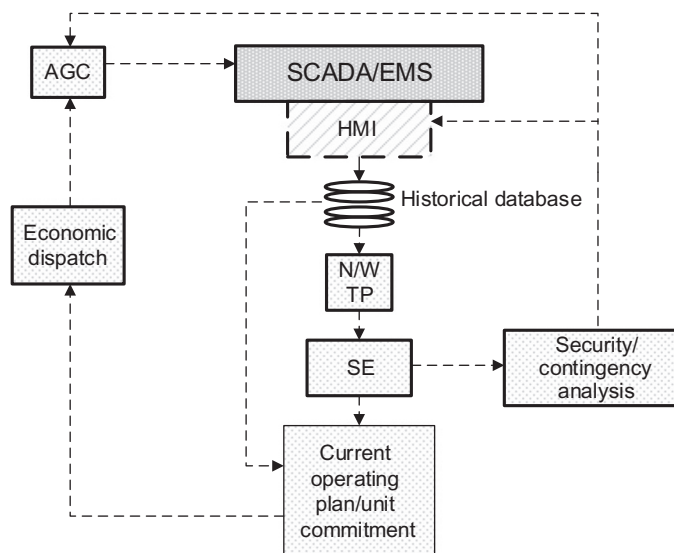 AGC
SCADA/EMS
HMI
Historical database
Economic
dispatch
N/W
TP
SE
Security/
contingency
analysis
Current
operating
plan/unit
commitment